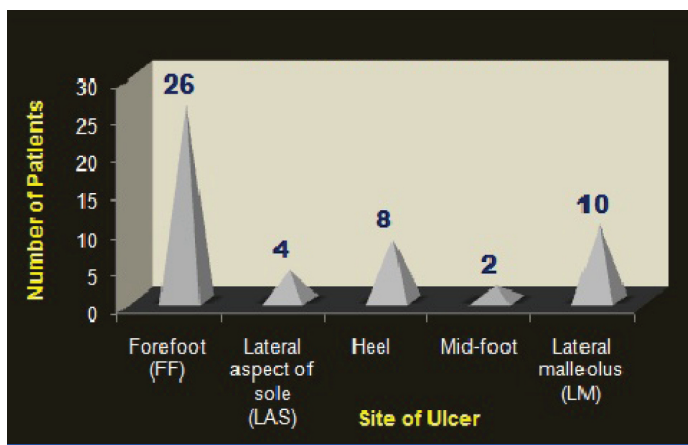 Number of Patients
30
25
20
15
10
5
0
26
4
8
2
10
Forefoot
(FF)
Lateral
aspect of
sole
(LAS)
Heel
Mid-foot
Lateral
malleolus
(LM)
Site of Ulcer